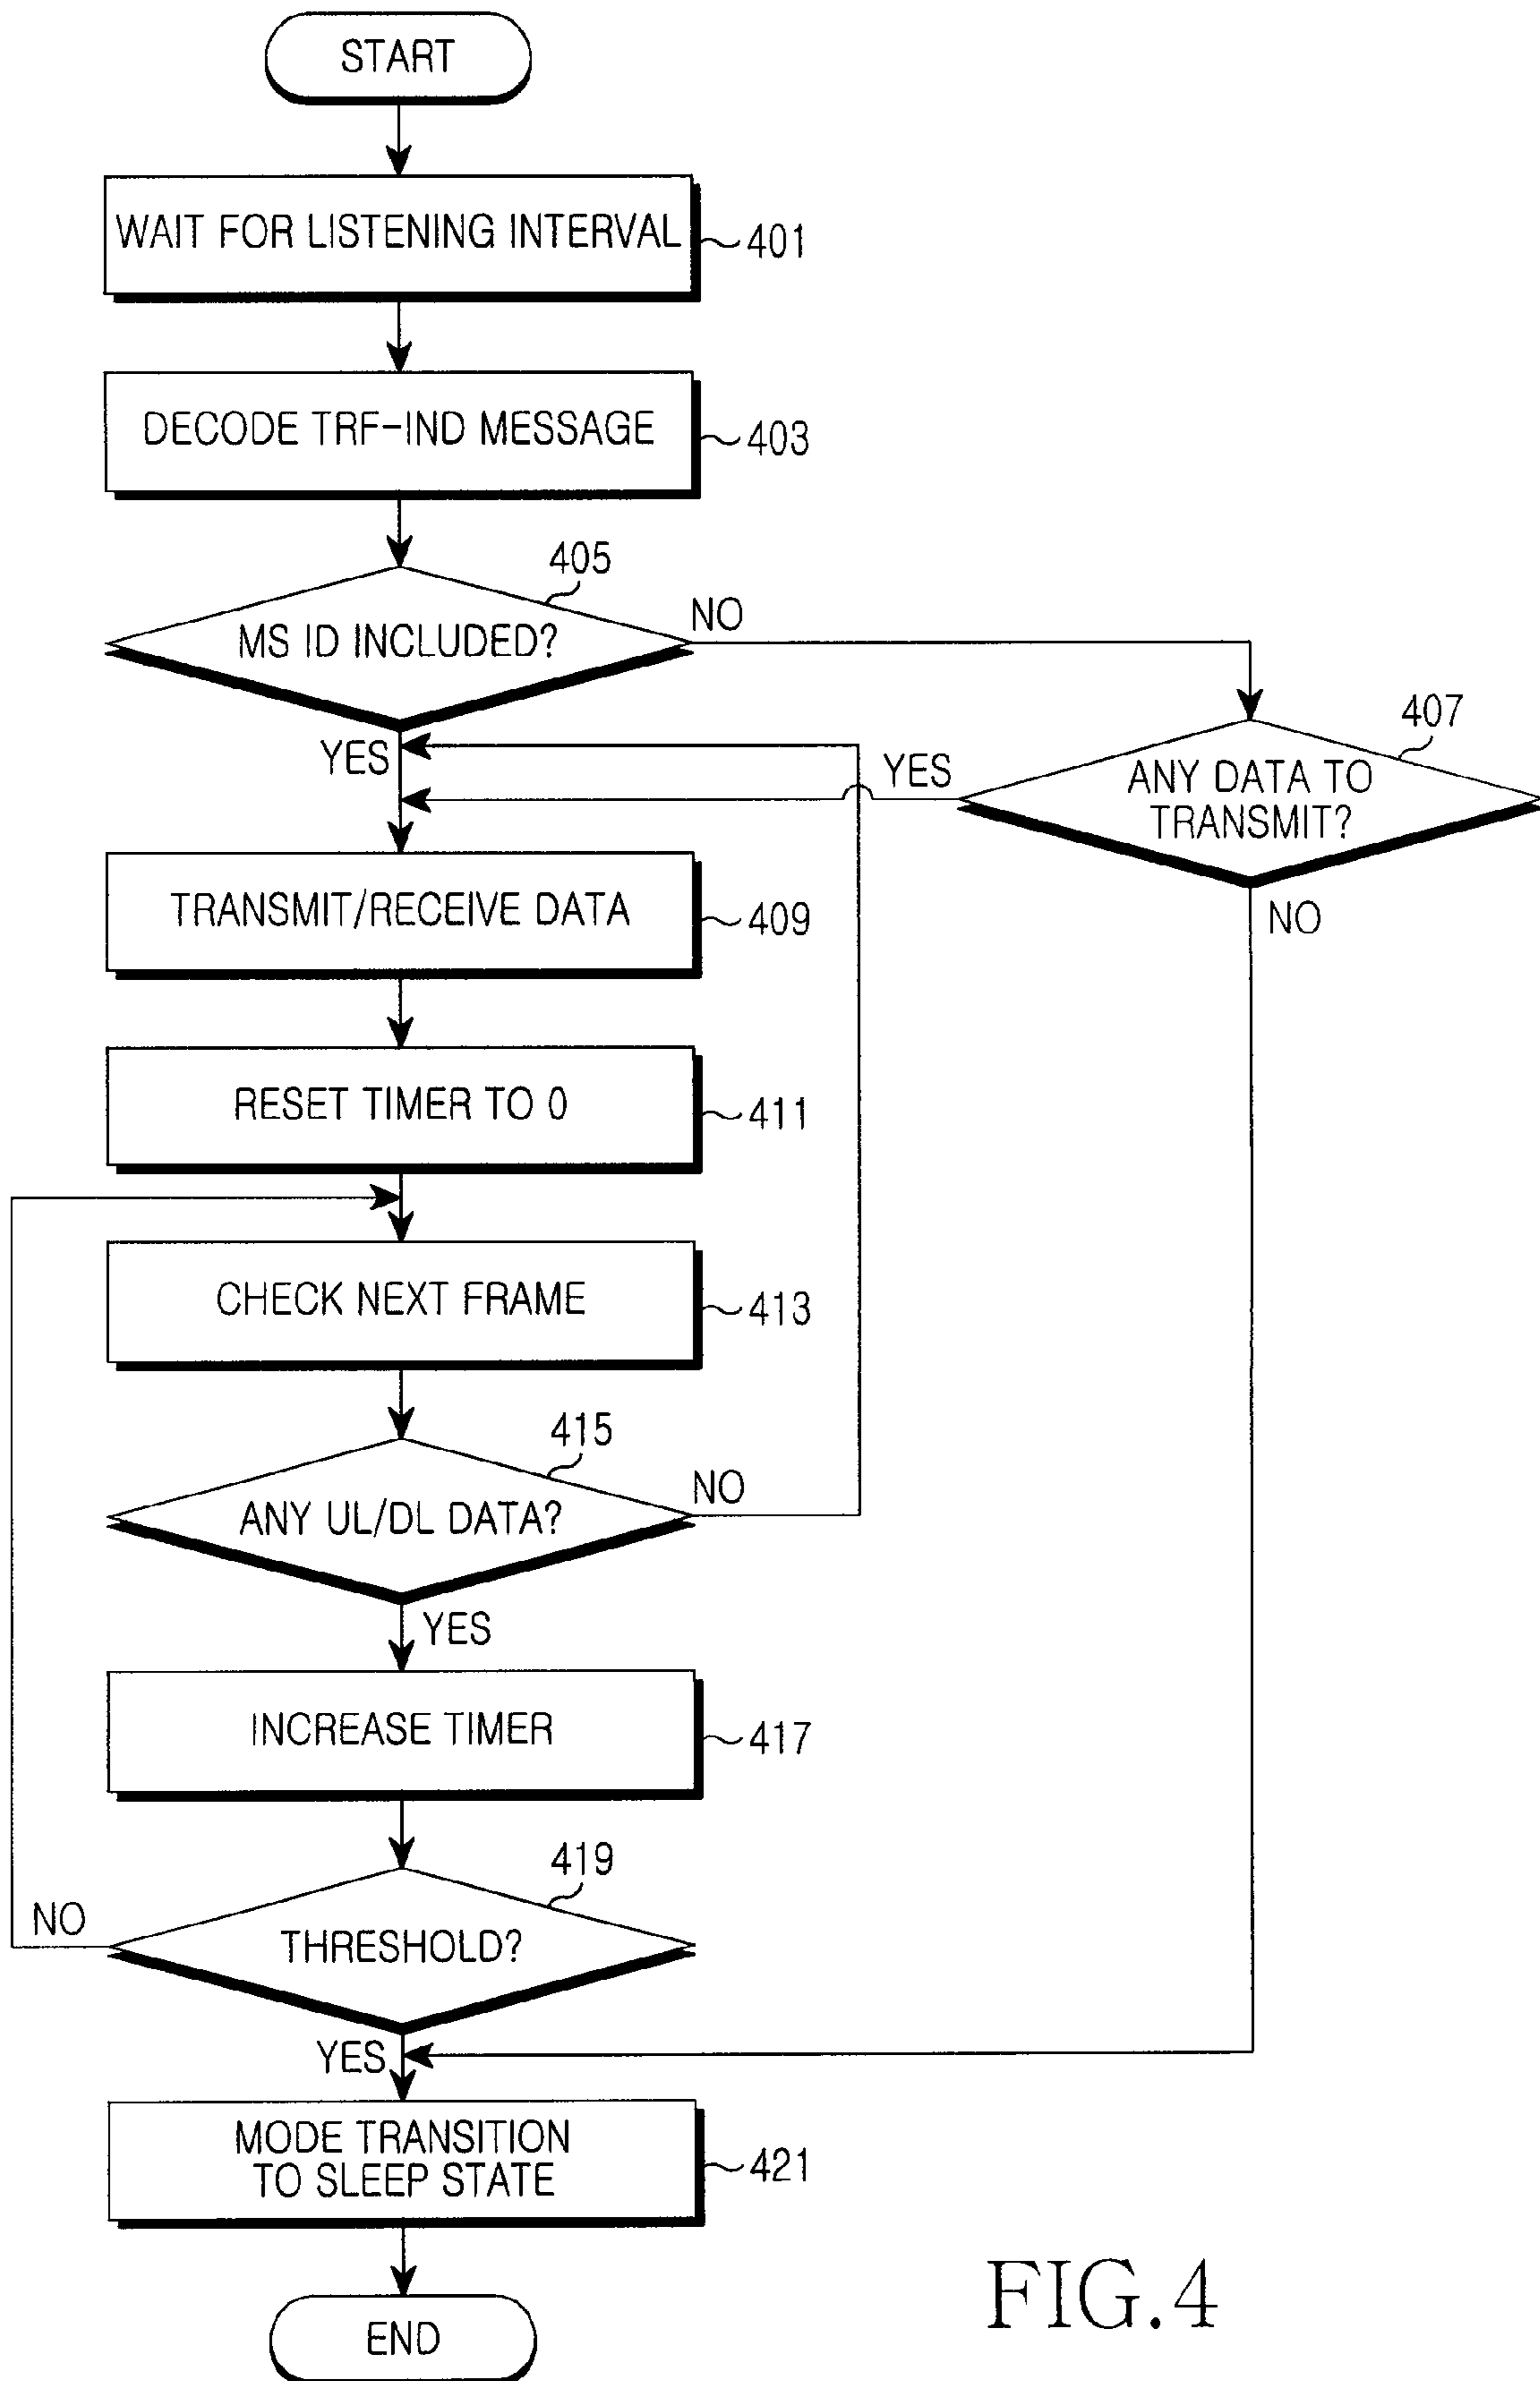 START
WAIT FOR LISTENING INTERVAL
401
DECODE TRF-IND MESSAGE
403
405
MS ID INCLUDED?
NO
YES
407
ANY DATA TO
TRANSMIT?
YES
NO
TRANSMIT/RECEIVE DATA
409
RESET TIMER TO 0
411
CHECK NEXT FRAME
413
415
ANY UL/DL DATA?
NO
YES
INCREASE TIMER
417
419
THRESHOLD?
NO
YES
MODE TRANSITION
TO SLEEP STATE
421
END
FIG.4